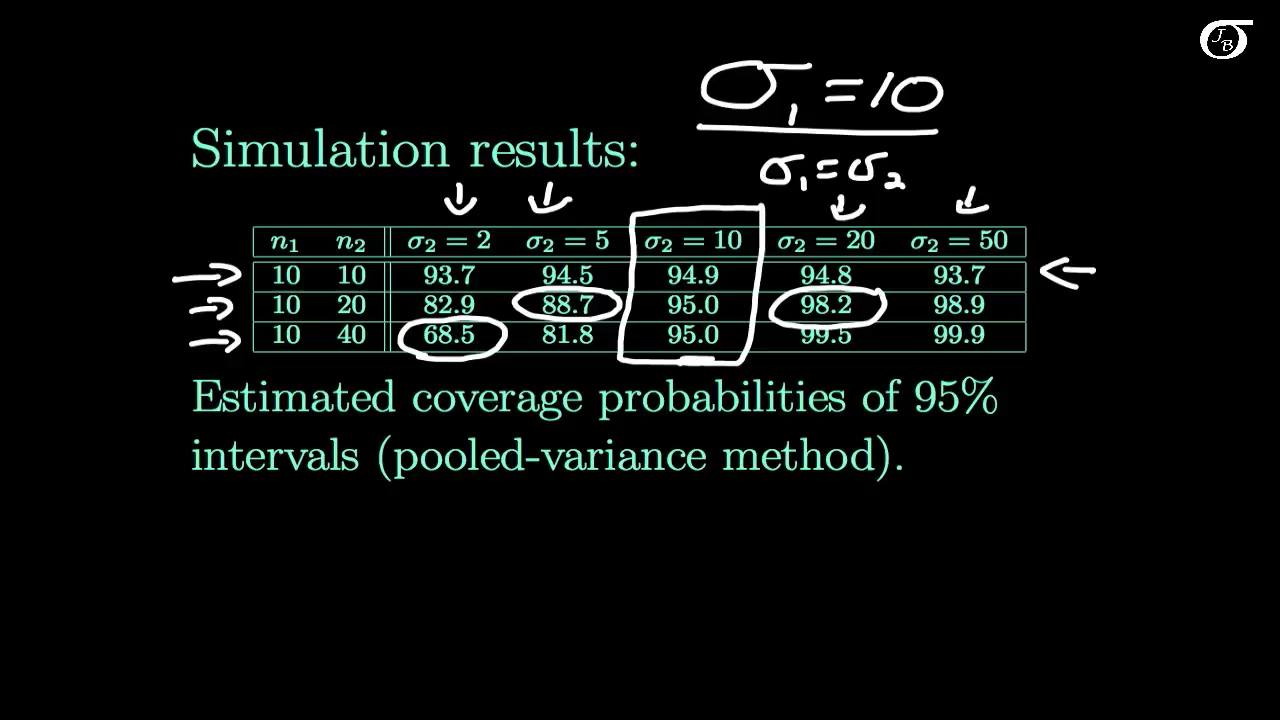 JB
σ₁ = 10
Simulation results:
σ₁ = σ₂
n₁ n₂ σ₂ = 2 σ₂ = 5 σ₂ = 10 σ₂ = 20 σ₂ = 50
10 10 93.7 94.5 94.9 94.8 93.7
10 20 82.9 88.7 95.0 98.2 98.9
10 40 68.5 81.8 95.0 99.5 99.9
Estimated coverage probabilities of 95%
intervals (pooled-variance method).